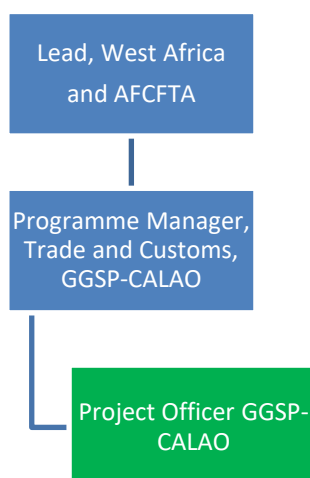 Lead, West Africa
and AFCFTA
Programme Manager,
Trade and Customs,
GGSP-CALAO
Project Officer GGSP-
CALAO